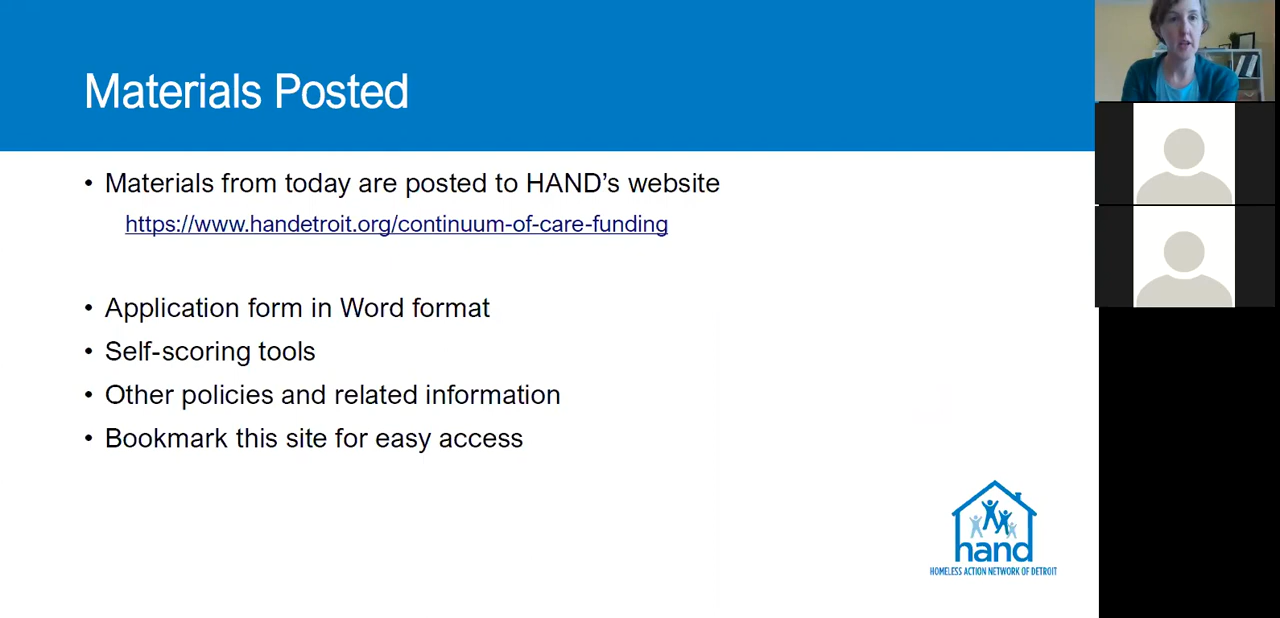 Materials Posted
• Materials from today are posted to HAND’s website
https://www.handetroit.org/continuum-of-care-funding
• Application form in Word format
• Self-scoring tools
• Other policies and related information
• Bookmark this site for easy access
hand
HOMELESS ACTION NETWORK OF DETROIT